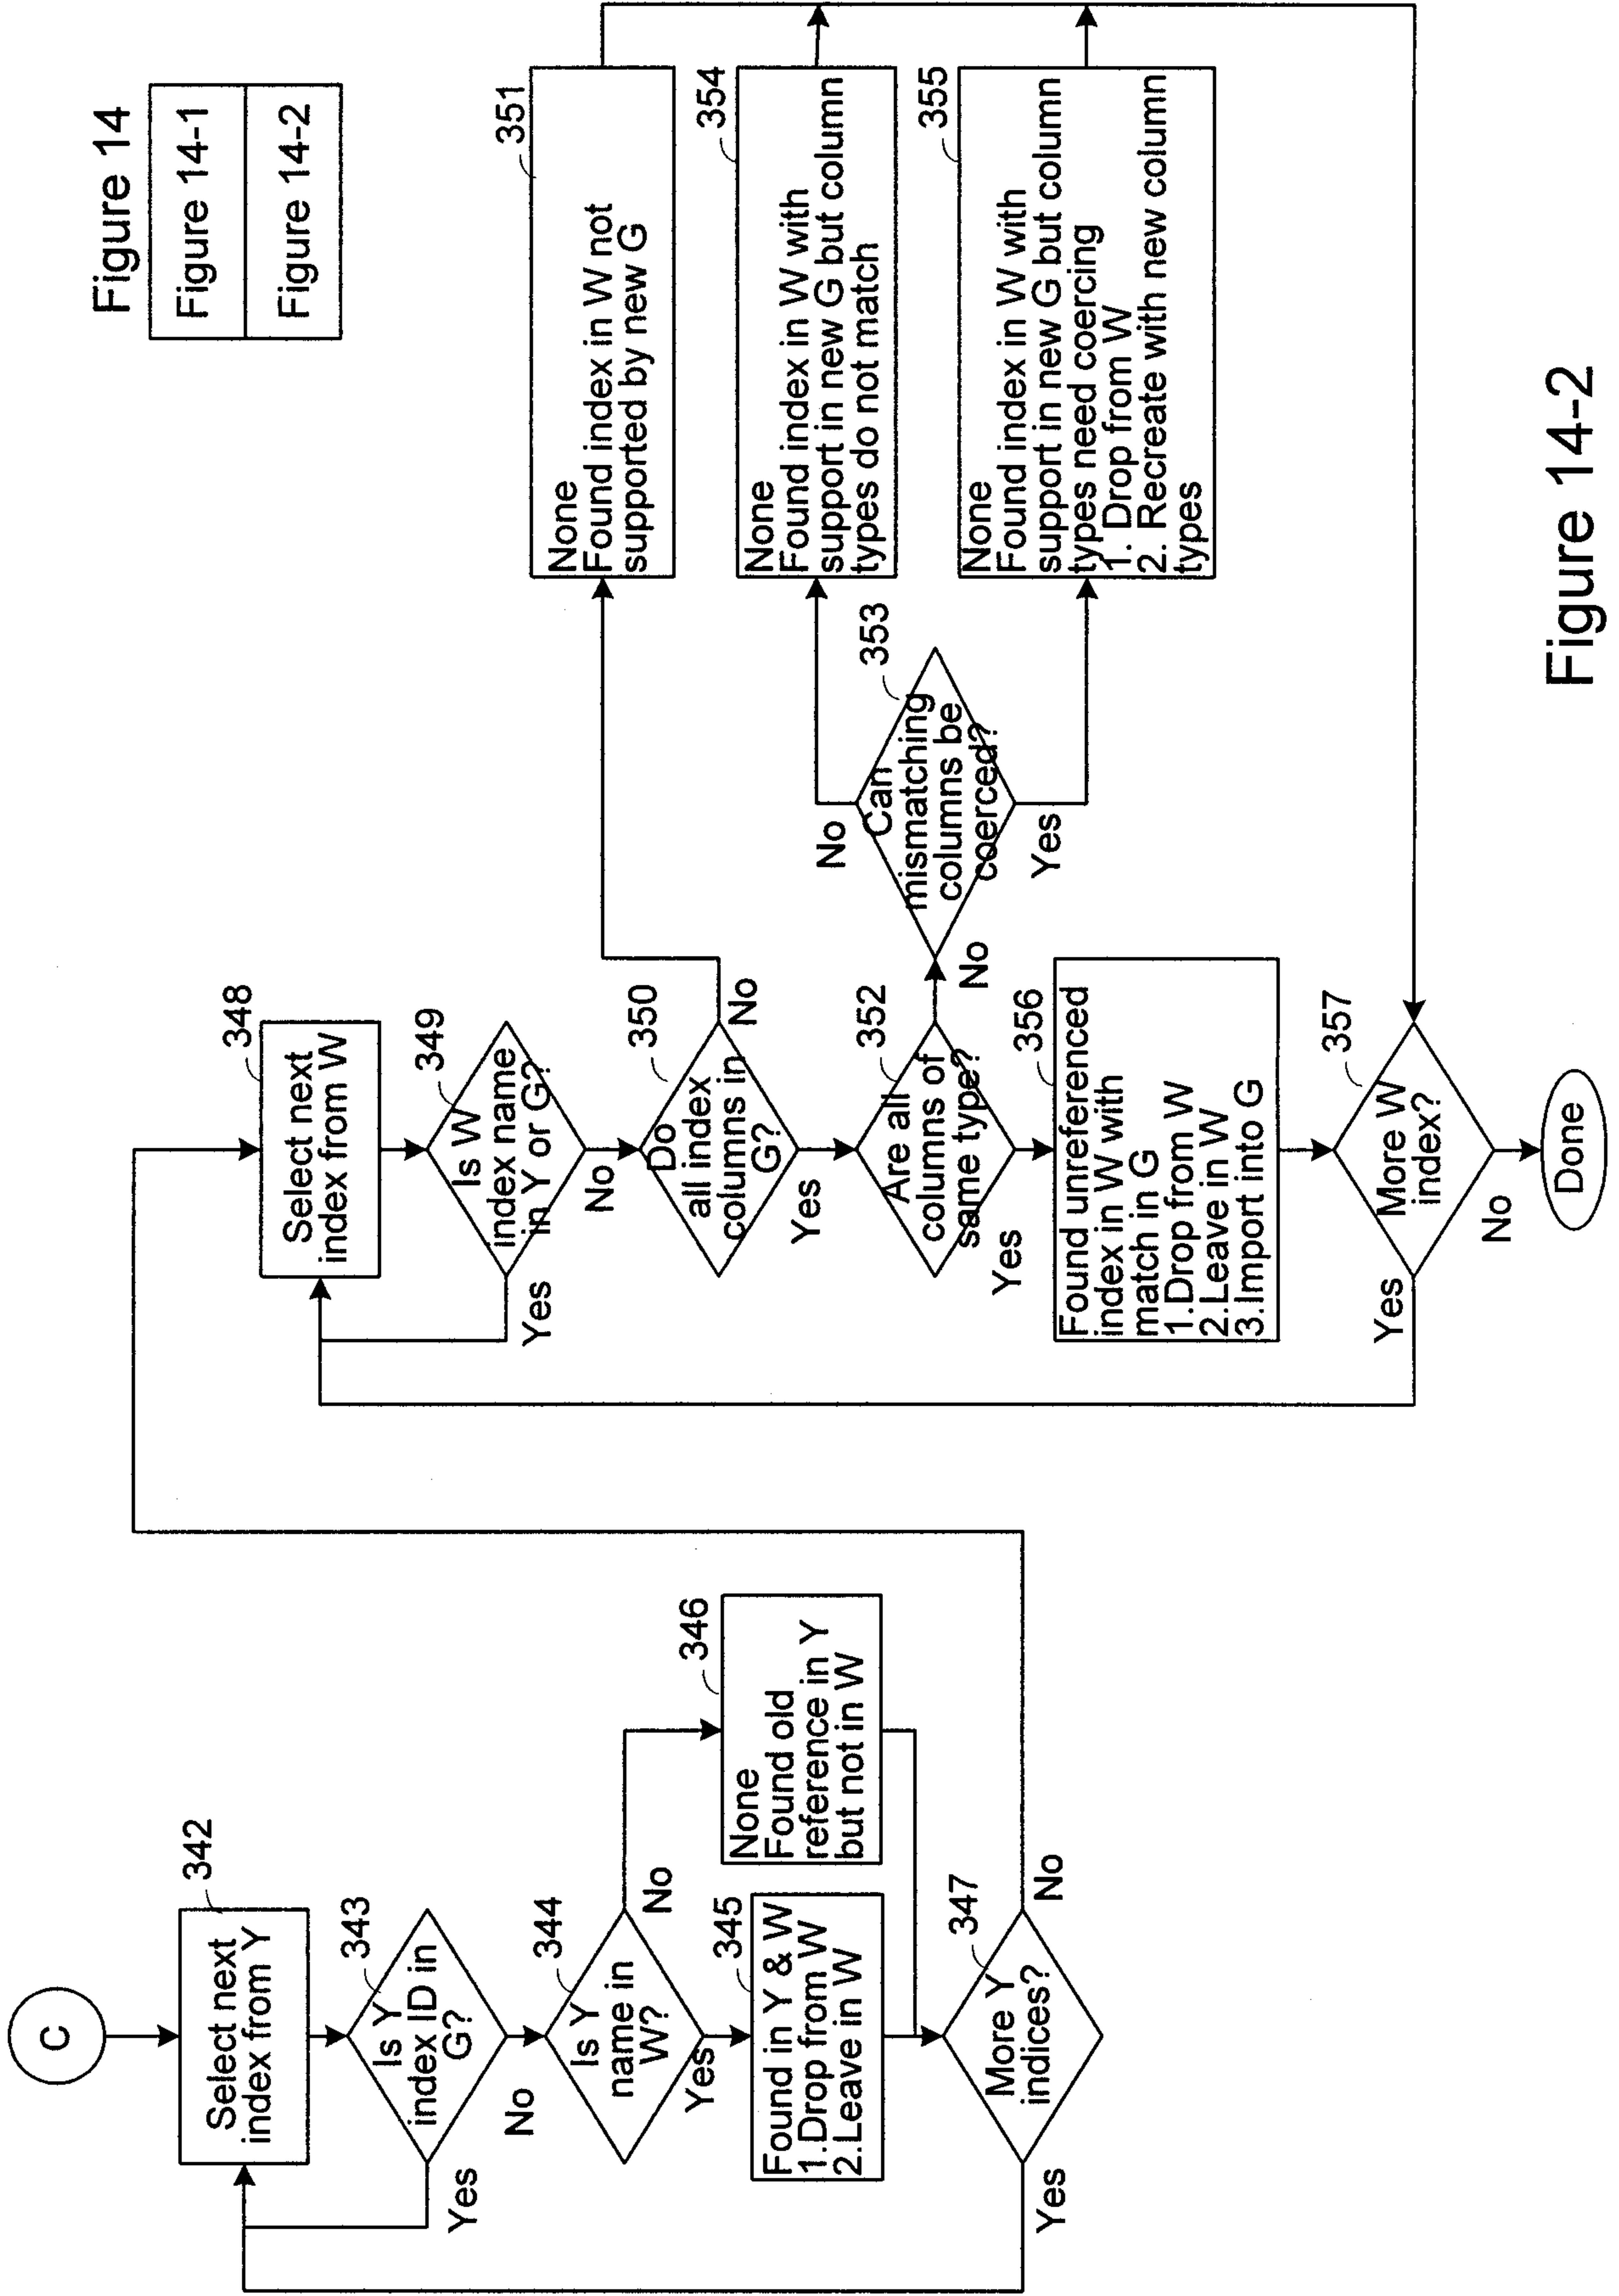 Figure 14
Figure 14-1
Figure 14-2
C
342
Select next
index from Y
343
Is Y
index ID in
G?
Yes
No
344
Is Y
name in
W?
No
Yes
345
Found in Y & W
1.Drop from W
2.Leave in W
346
None
Found old
reference in Y
but not in W
347
More Y
indices?
Yes
No
348
Select next
index from W
349
Is W
index name
in Y or G?
Yes
No
350
Do
all index
columns in
G?
No
Yes
351
None
Found index in W not
supported by new G
352
Are all
columns of
same type?
No
Yes
353
Can
mismatching
columns be
coerced?
No
Yes
354
None
Found index in W with
support in new G but column
types do not match
355
None
Found index in W with
support in new G but column
types need coercing
1. Drop from W
2. Recreate with new column
types
356
Found unreferenced
index in W with
match in G
1.Drop from W
2.Leave in W
3.Import into G
357
More W
index?
Yes
No
Done
Figure 14-2